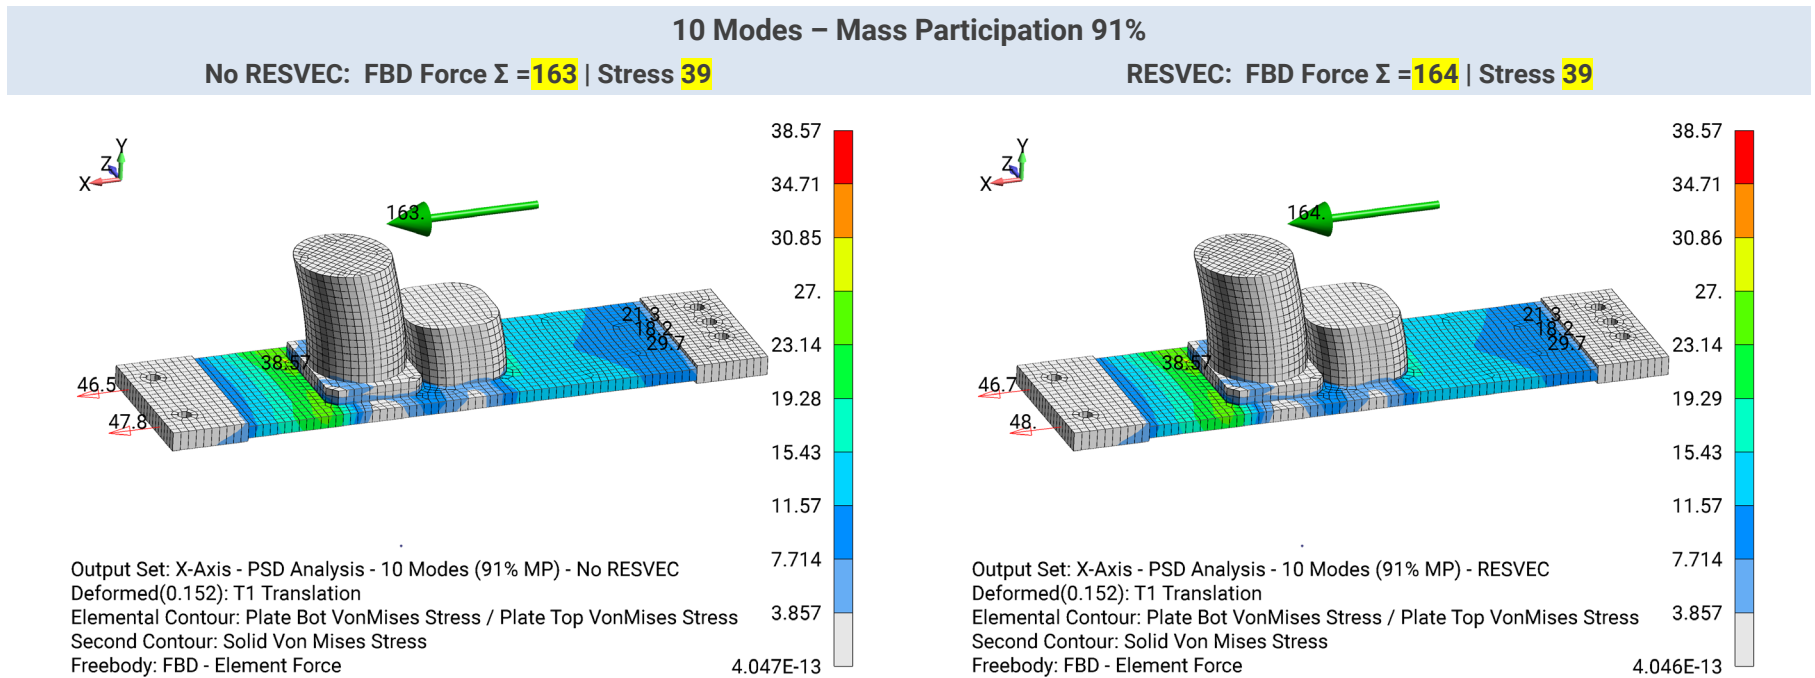 10 Modes – Mass Participation 91%
No RESVEC: FBD Force Σ =163 | Stress 39
RESVEC: FBD Force Σ =164 | Stress 39
Y
Z
X
163.
38.57
21.3
18.2
29.7
46.5
47.8
38.57
34.71
30.85
27.
23.14
19.28
15.43
11.57
7.714
3.857
4.047E-13
Output Set: X-Axis - PSD Analysis - 10 Modes (91% MP) - No RESVEC
Deformed(0.152): T1 Translation
Elemental Contour: Plate Bot VonMises Stress / Plate Top VonMises Stress
Second Contour: Solid Von Mises Stress
Freebody: FBD - Element Force
Y
Z
X
164.
38.57
21.3
18.2
29.7
46.7
48.
38.57
34.71
30.86
27.
23.14
19.29
15.43
11.57
7.714
3.857
4.046E-13
Output Set: X-Axis - PSD Analysis - 10 Modes (91% MP) - RESVEC
Deformed(0.152): T1 Translation
Elemental Contour: Plate Bot VonMises Stress / Plate Top VonMises Stress
Second Contour: Solid Von Mises Stress
Freebody: FBD - Element Force